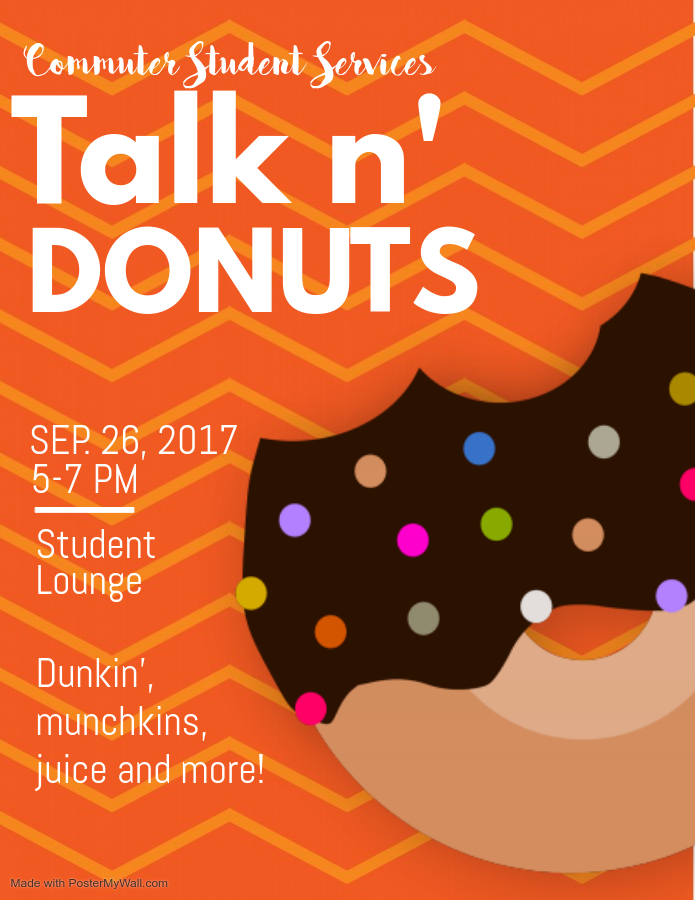 Commuter Student Services
Talk n'
DONUTS
SEP. 26, 2017
5-7 PM
Student
Lounge
Dunkin',
munchkins,
juice and more!
Made with PosterMyWall.com